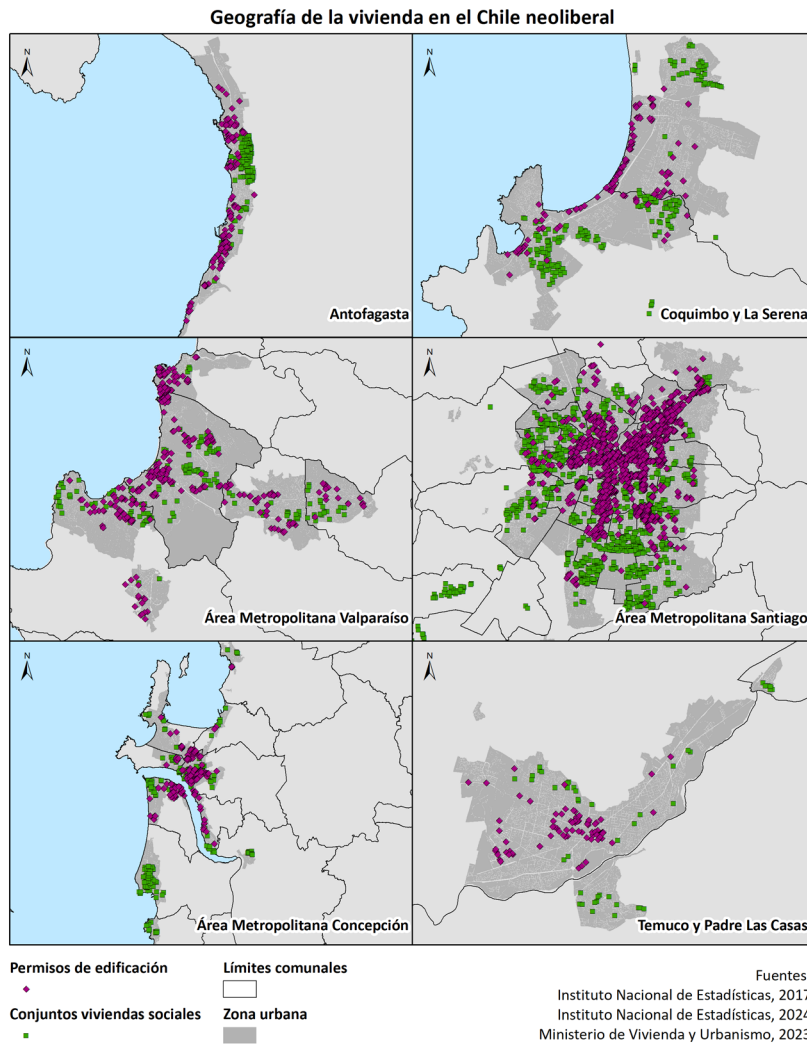 Geografía de la vivienda en el Chile neoliberal
N
Antofagasta
N
Coquimbo y La Serena
N
Área Metropolitana Valparaíso
N
Área Metropolitana Santiago
N
Área Metropolitana Concepción
N
Temuco y Padre Las Casas
Permisos de edificación
Límites comunales
Conjuntos viviendas sociales
Zona urbana
Fuentes
Instituto Nacional de Estadísticas, 2017
Instituto Nacional de Estadísticas, 2024
Ministerio de Vivienda y Urbanismo, 2023